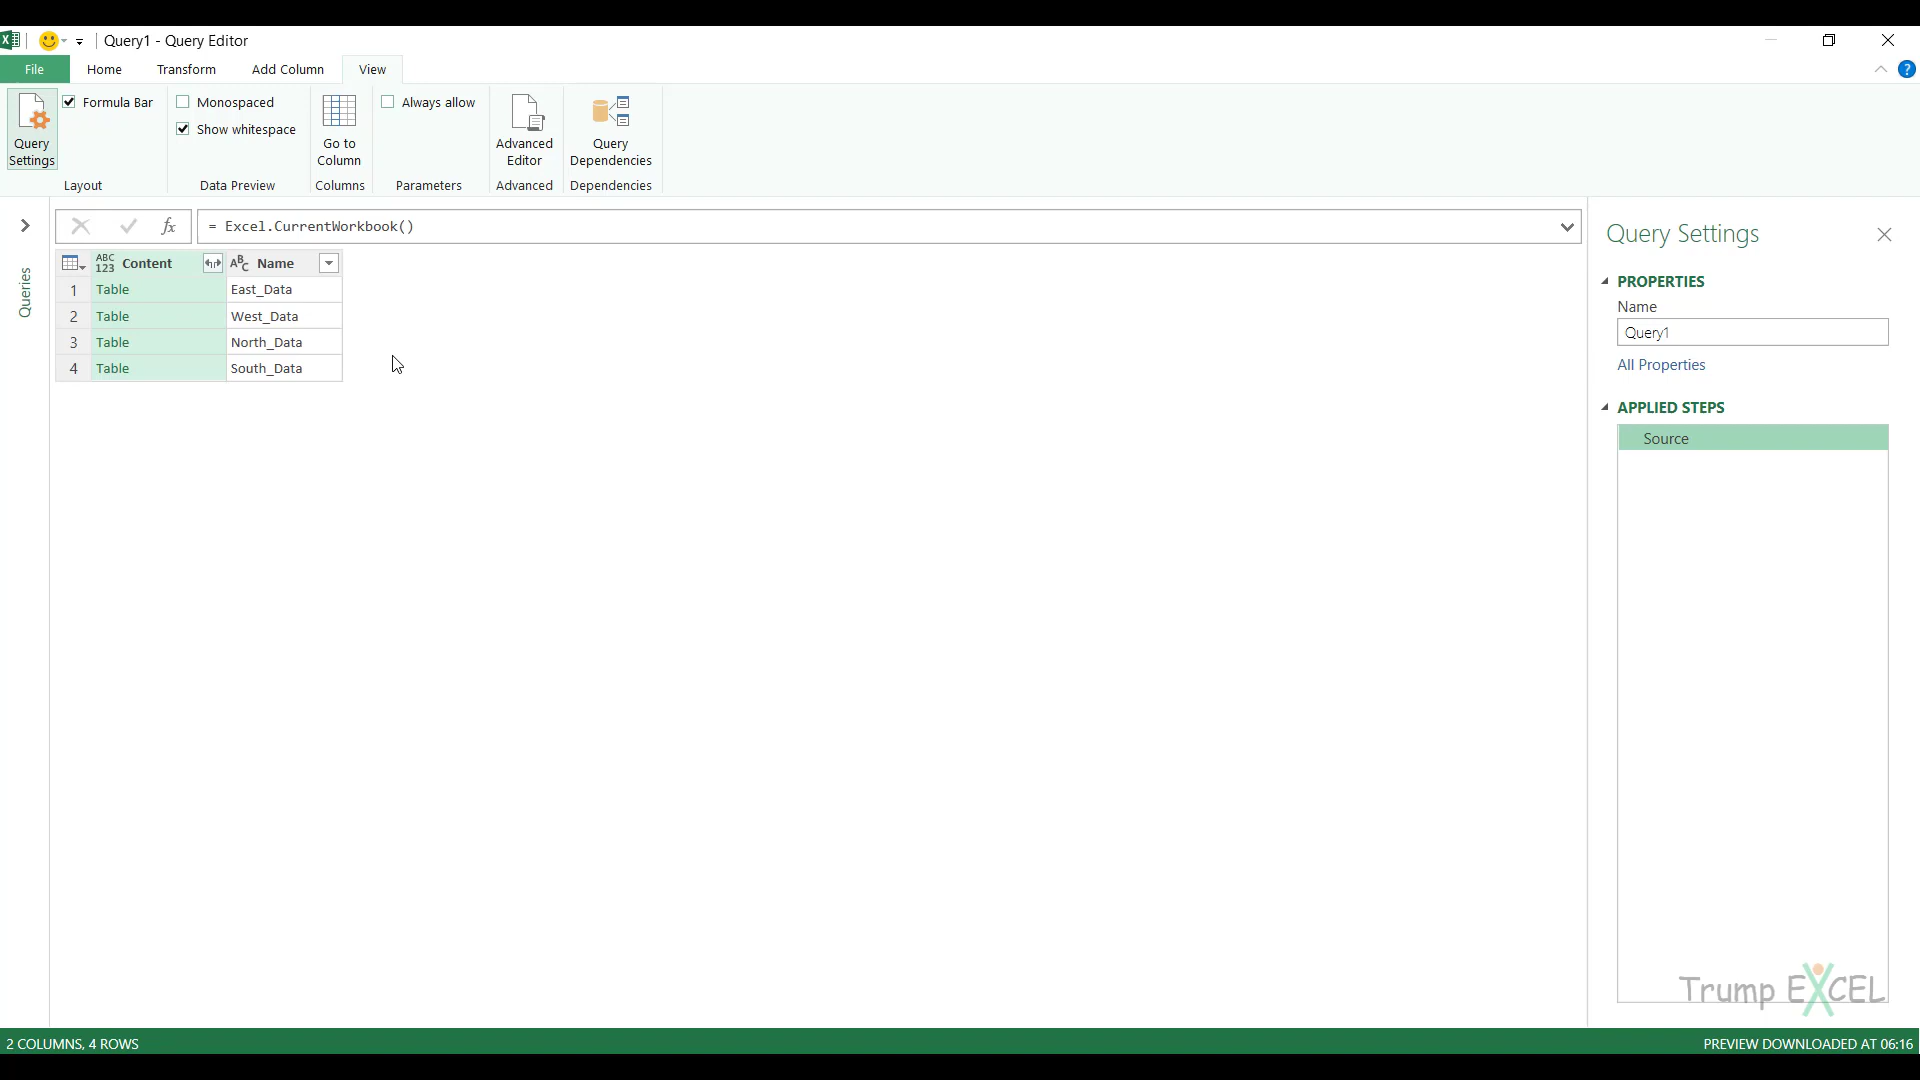 Query1 - Query Editor
File Home Transform Add Column View
Query Settings
Formula Bar
Layout
Monospaced
Show whitespace
Data Preview
Go to Column
Columns
Always allow
Parameters
Advanced Editor
Advanced
Query Dependencies
Dependencies
Queries
fx = Excel.CurrentWorkbook()
ABC 123 Content ABC Name
1 Table East_Data
2 Table West_Data
3 Table North_Data
4 Table South_Data
Query Settings
PROPERTIES
Name
Query1
All Properties
APPLIED STEPS
Source
Trump EXCEL
2 COLUMNS, 4 ROWS
PREVIEW DOWNLOADED AT 06:16